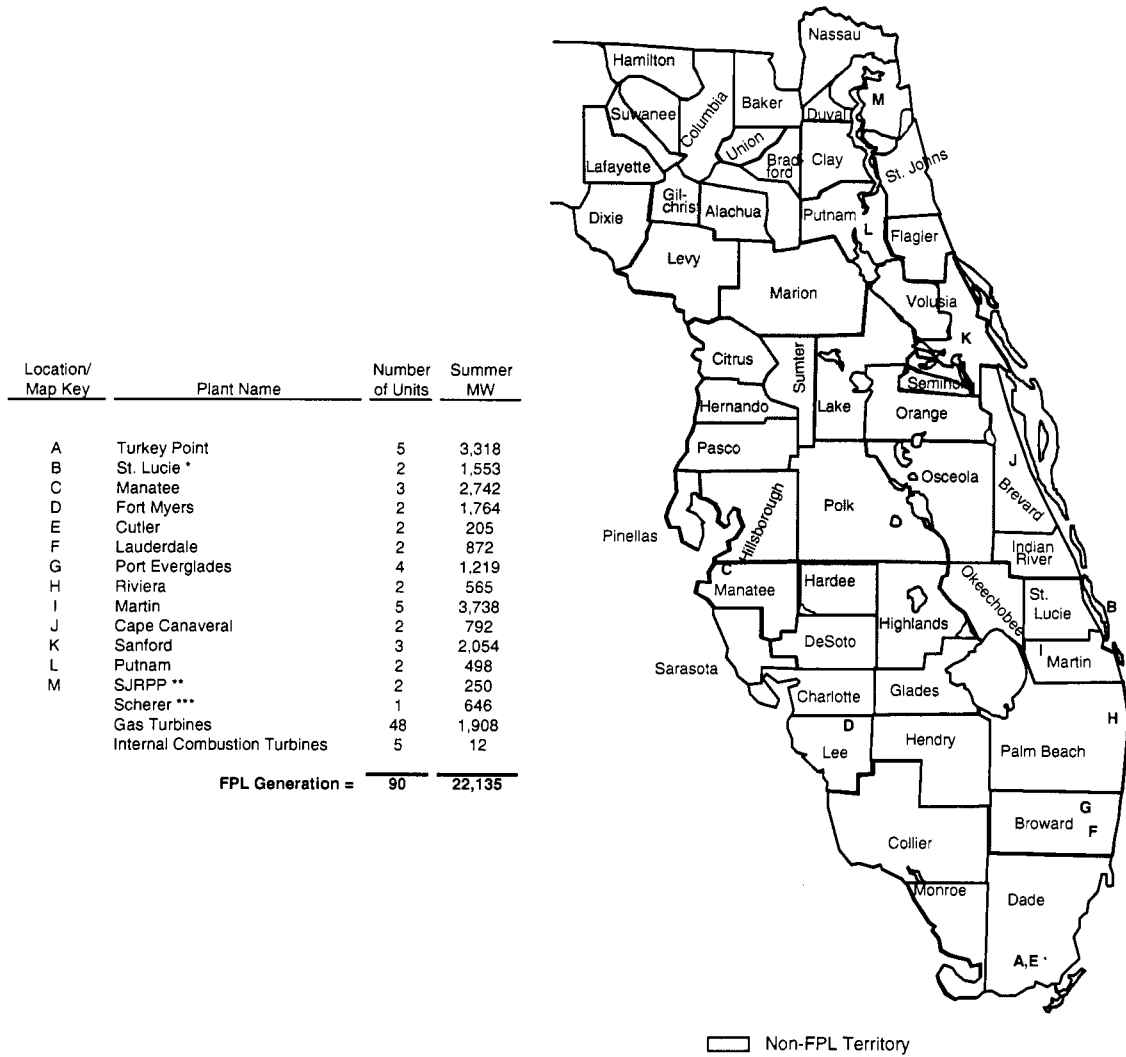 Location/ Number Summer
Map Key Plant Name of Units MW
A Turkey Point 5 3,318
B St. Lucie * 2 1,553
C Manatee 3 2,742
D Fort Myers 2 1,764
E Cutler 2 205
F Lauderdale 2 872
G Port Everglades 4 1,219
H Riviera 2 565
I Martin 5 3,738
J Cape Canaveral 2 792
K Sanford 3 2,054
L Putnam 2 498
M SJRPP ** 2 250
Scherer *** 1 646
Gas Turbines 48 1,908
Internal Combustion Turbines 5 12
FPL Generation = 90 22,135
Nassau
Hamilton
Suwanee
Columbia
Baker
Duval
M
Lafayette
Union
Brad-
ford
Clay
St. Johns
Dixie
Gil-
christ
Alachua
Putnam
L
Flagler
Levy
Marion
Volusia
K
Citrus
Sumter
Seminol
Hernando
Lake
Orange
Pasco
J
Brevard
Osceola
Polk
Pinellas
Hillsborough
Indian
River
C
Manatee
Hardee
Okeechobee
St.
Lucie
B
Highlands
DeSoto
I
Martin
Sarasota
Charlotte
Glades
H
D
Lee
Hendry
Palm Beach
G
Broward
F
Collier
Monroe
Dade
A,E
Non-FPL Territory